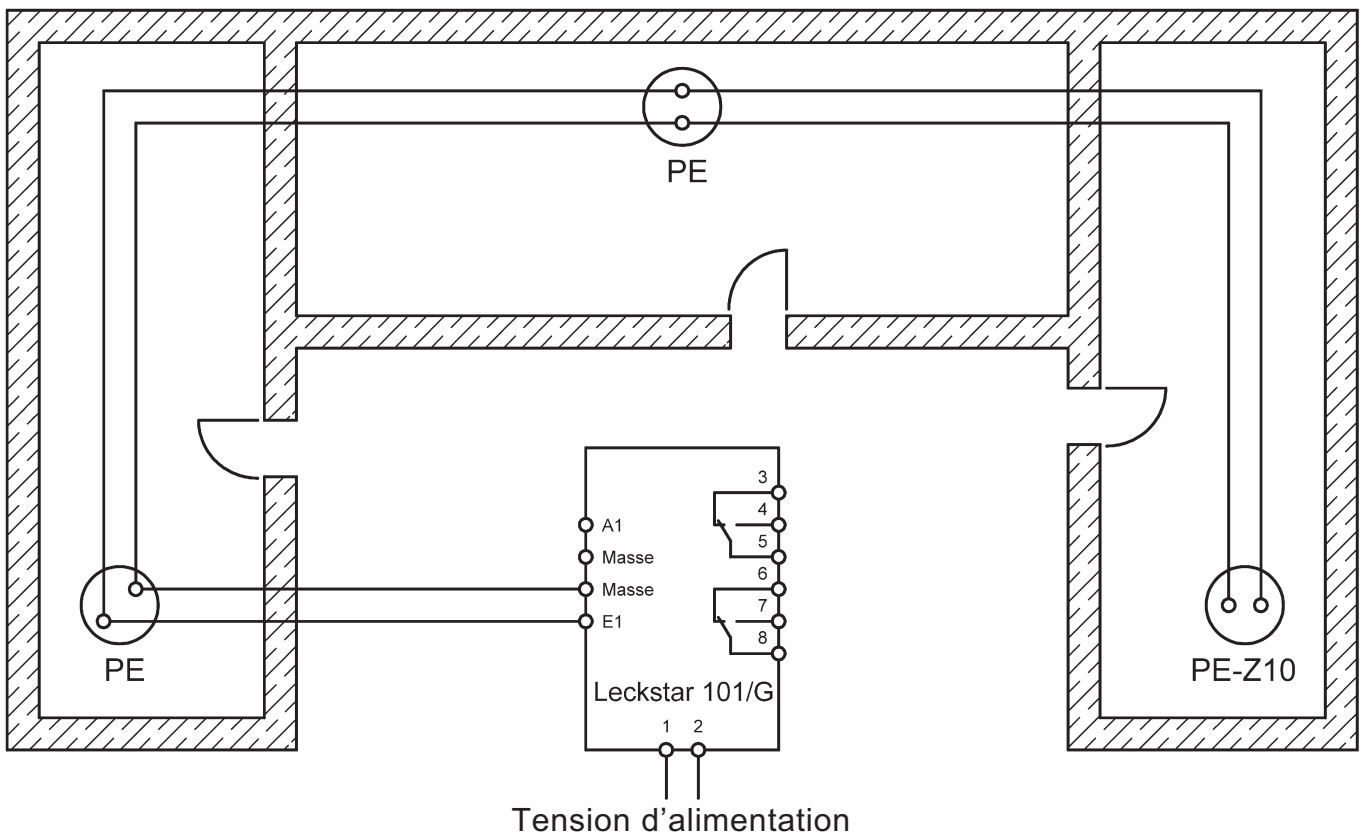 PE
3
4
A1
5
Masse
6
Masse
7
E1
8
PE
PE-Z10
Leckstar 101/G
1 2
Tension d’alimentation